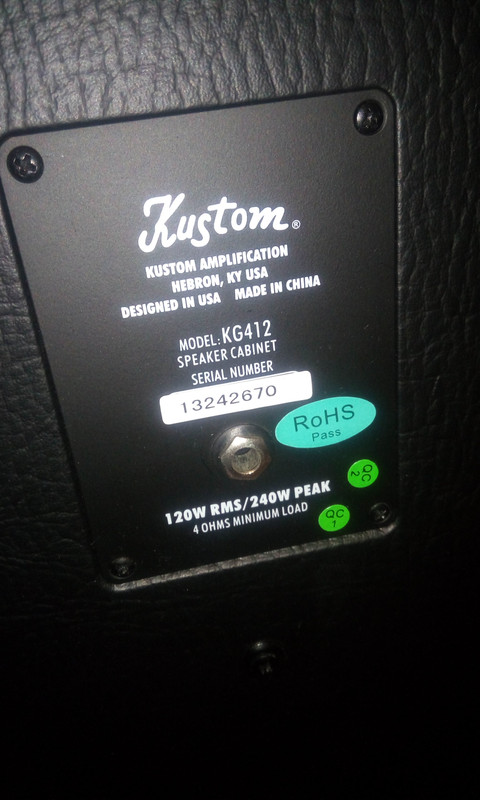 Kustom®
KUSTOM AMPLIFICATION
HEBRON, KY USA
DESIGNED IN USA MADE IN CHINA
MODEL: KG412
SPEAKER CABINET
SERIAL NUMBER
13242670
RoHS
Pass
QC
2
120W RMS/240W PEAK
4 OHMS MINIMUM LOAD
QC
1